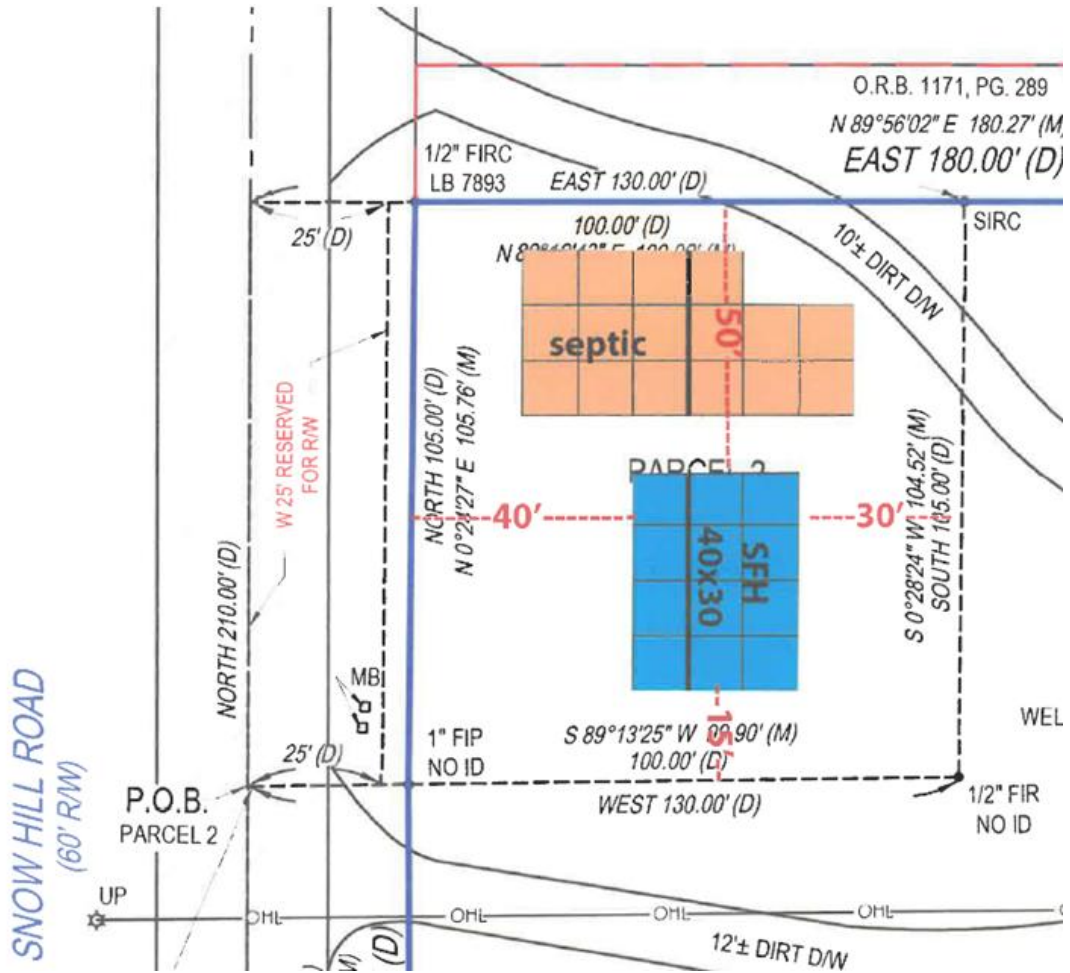 O.R.B. 1171, PG. 289
N 89°56'02" E 180.27' (M)
EAST 180.00' (D)
1/2" FIRC
LB 7893
EAST 130.00' (D)
SIRC
25' (D)
100.00' (D)
10'± DIRT D/W
septic
50'
W 25' RESERVED
FOR R/W
NORTH 105.00' (D)
N 0°24'27" E 105.76' (M)
40'
SFH
40x30
30'
S 0°28'24" W 104.52' (M)
SOUTH 105.00' (D)
NORTH 210.00' (D)
MB
WEL
15'
S 89°13'25" W 99.90' (M)
100.00' (D)
WEST 130.00' (D)
1" FIP
NO ID
25' (D)
1/2" FIR
NO ID
P.O.B.
PARCEL 2
SNOW HILL ROAD
(60' R/W)
UP
OHL
OHL
OHL
OHL
12'± DIRT D/W
(D)